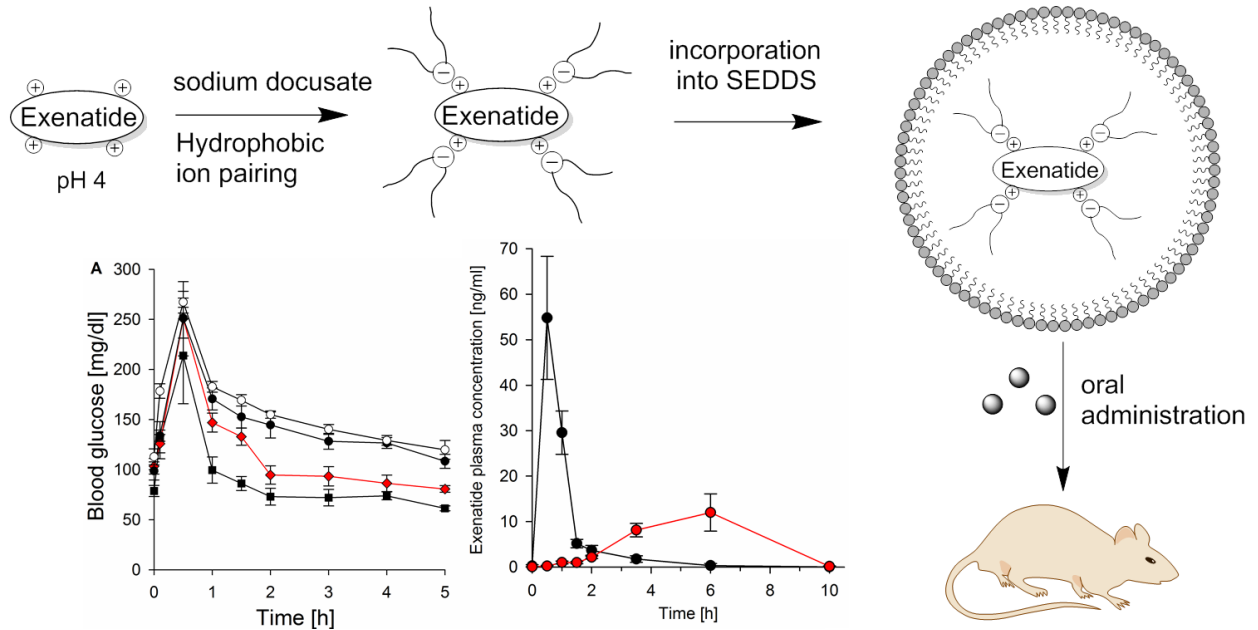 Exenatide
pH 4
sodium docusate
Hydrophobic
ion pairing
Exenatide
incorporation
into SEDDS
Exenatide
oral
administration
A
Blood glucose [mg/dl]
300
250
200
150
100
50
0
0 1 2 3 4 5
Time [h]
Exenatide plasma concentration [ng/ml]
70
60
50
40
30
20
10
0
0 2 4 6 8 10
Time [h]